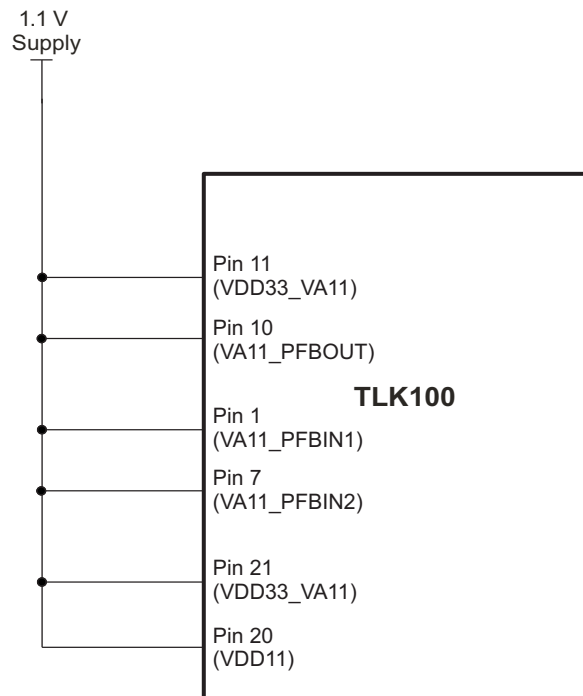 1.1 V
Supply
Pin 11
(VDD33_VA11)
Pin 10
(VA11_PFBOUT)
TLK100
Pin 1
(VA11_PFBIN1)
Pin 7
(VA11_PFBIN2)
Pin 21
(VDD33_VA11)
Pin 20
(VDD11)